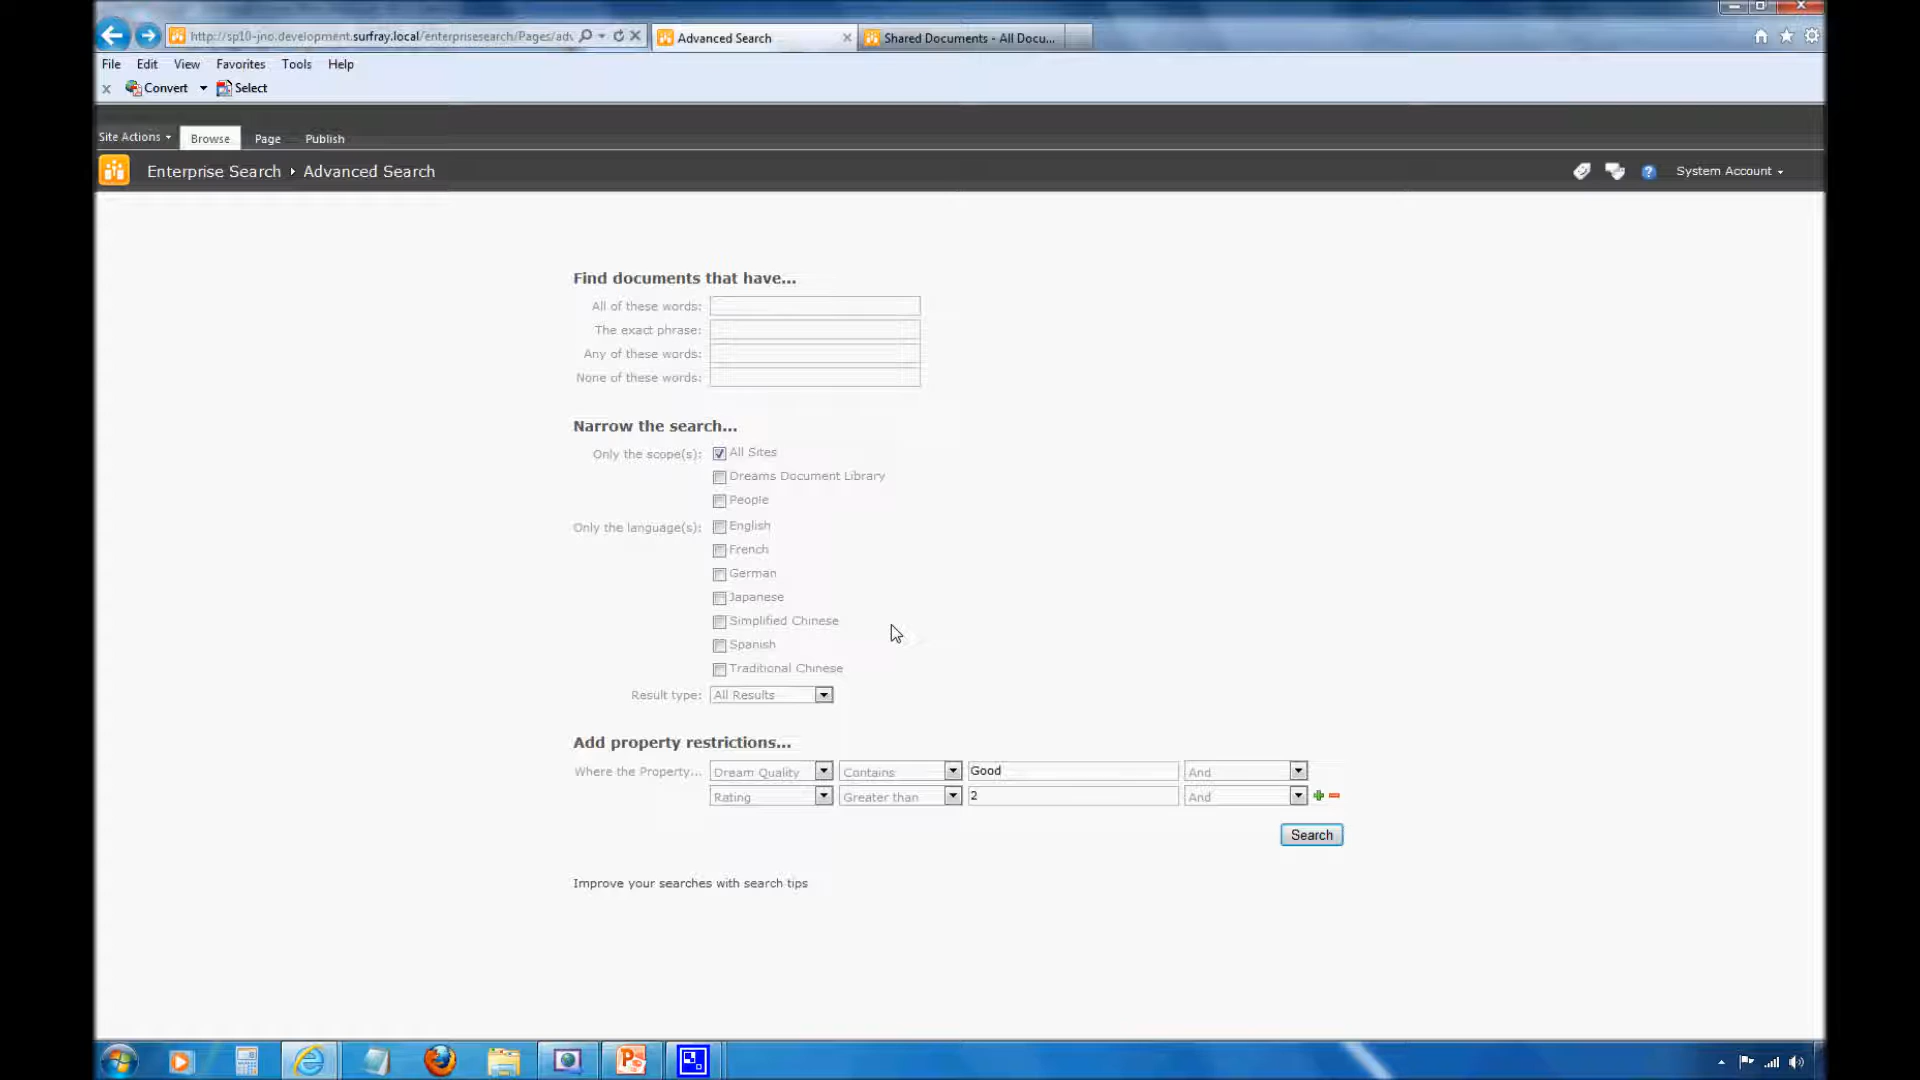 http://sp10-jno.development.surfray.local/enterprisesearch/Pages/adv
Advanced Search
Shared Documents - All Docu...
File Edit View Favorites Tools Help
x Convert Select
Site Actions Browse Page Publish
Enterprise Search Advanced Search
System Account
Find documents that have...
All of these words:
The exact phrase:
Any of these words:
None of these words:
Narrow the search...
Only the scope(s): All Sites
Dreams Document Library
People
Only the language(s): English
French
German
Japanese
Simplified Chinese
Spanish
Traditional Chinese
Result type: All Results
Add property restrictions...
Where the Property... Dream Quality Contains Good And
Rating Greater than 2 And
Search
Improve your searches with search tips